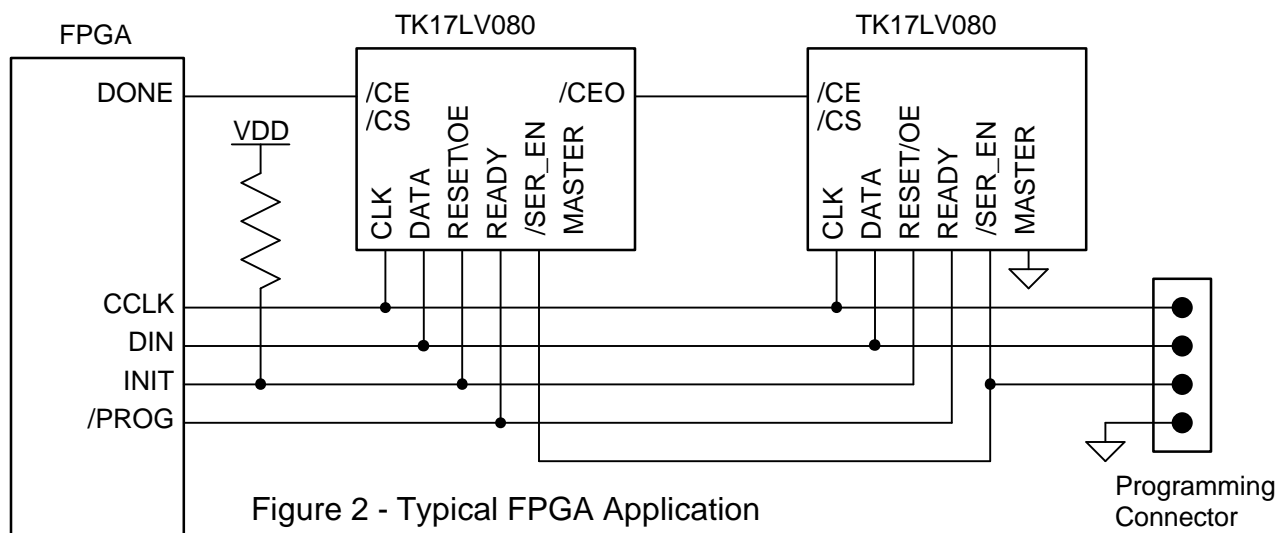 FPGA
TK17LV080
TK17LV080
DONE
/CE
/CS
/CEO
/CE
/CS
VDD
CLK
DATA
RESET\OE
READY
/SER_EN
MASTER
CLK
DATA
RESET/OE
READY
/SER_EN
MASTER
CCLK
DIN
INIT
/PROG
Programming
Connector
Figure 2 - Typical FPGA Application